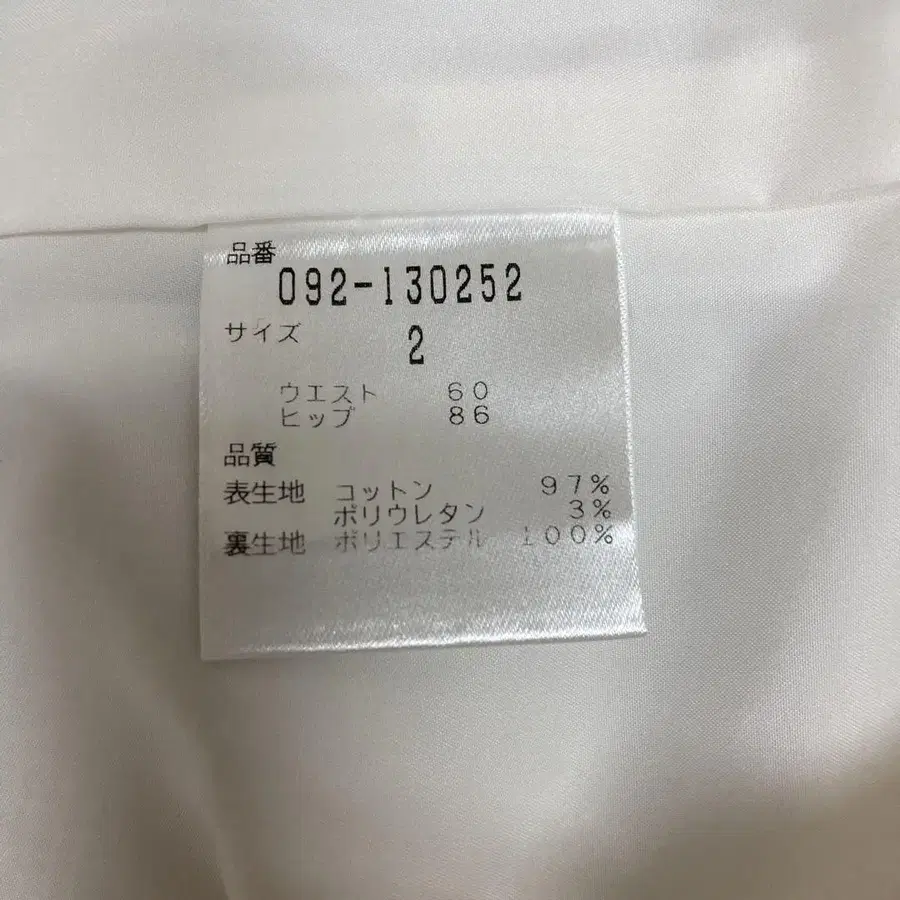 品番
092-130252
サイズ 2
ウエスト 60
ヒップ 86
品質
表生地 コットン 97%
ポリウレタン 3%
裏生地 ポリエステル 100%